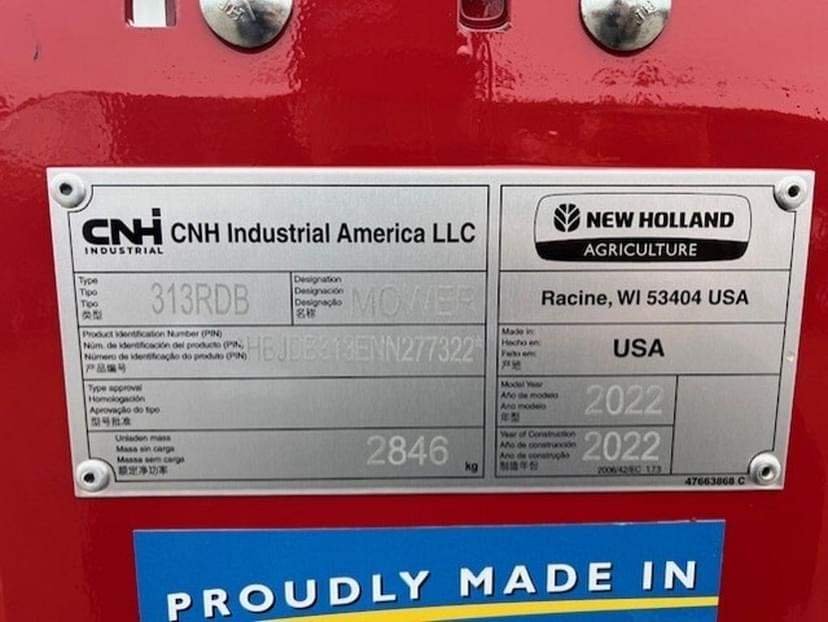 CNHi INDUSTRIAL CNH Industrial America LLC
Type
Tipo
Tipo
类型
313RDB
Designation
Designación
Designação
名称
MOWER
Product Identification Number (PIN)
Núm. de identificación del producto (PIN)
Número de identificação do produto (PIN)
产品编号
HBJDB313ENN277322*
Type approval
Homologación
Aprovação do tipo
型号批准
Unladen mass
Masa sin carga
Massa sem carga
额定净功率
2846 kg
NEW HOLLAND
AGRICULTURE
Racine, WI 53404 USA
Made in:
Hecho en:
Feito em:
产地
USA
Model Year
Año de modelo
Ano modelo
年型
2022
Year of Construction
Año de construcción
Ano de construção
制造年份
2022
2006/42/EC 1.7.3
47663868 C
PROUDLY MADE IN